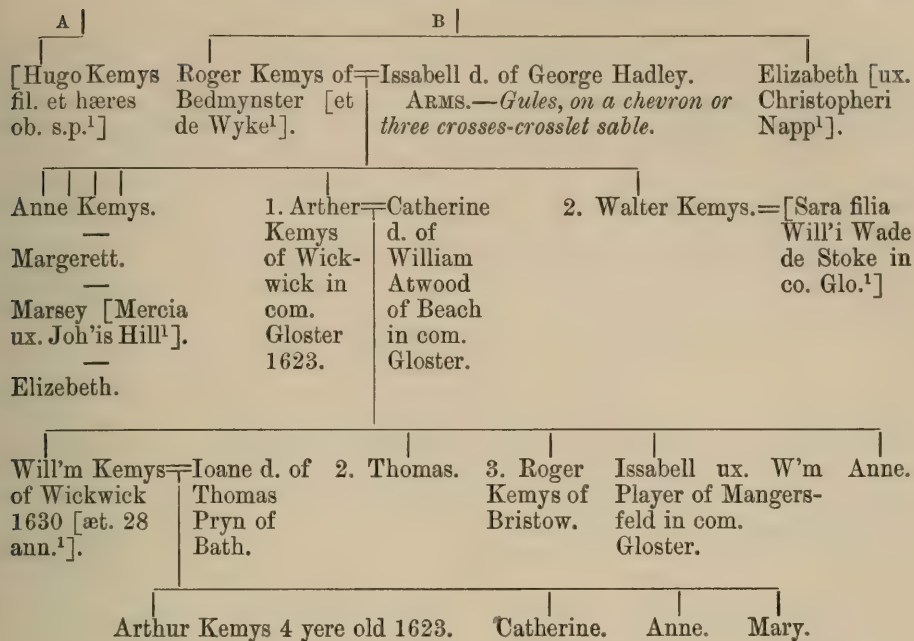 A
B
[Hugo Kemys
fil. et hæres
ob. s.p.¹]
Roger Kemys of
Bedmynster [et
de Wyke¹].
Issabell d. of George Hadley.
ARMS.—Gules, on a chevron or
three crosses-crosslet sable.
Elizabeth [ux.
Christopheri
Napp¹].
Anne Kemys.
—
Margerett.
—
Marsey [Mercia
ux. Joh'is Hill¹].
—
Elizebeth.
1. Arther
Kemys
of Wick-
wick in
com.
Gloster
1623.
Catherine
d. of
William
Atwood
of Beach
in com.
Gloster.
2. Walter Kemys.=[Sara filia
Will'i Wade
de Stoke in
co. Glo.¹]
Will'm Kemys
of Wickwick
1630 [æt. 28
ann.¹].
Ioane d. of
Thomas
Pryn of
Bath.
2. Thomas.
3. Roger
Kemys of
Bristow.
Issabell ux. W'm
Player of Mangers-
feld in com.
Gloster.
Anne.
Arthur Kemys 4 yere old 1623.
Catherine.
Anne.
Mary.